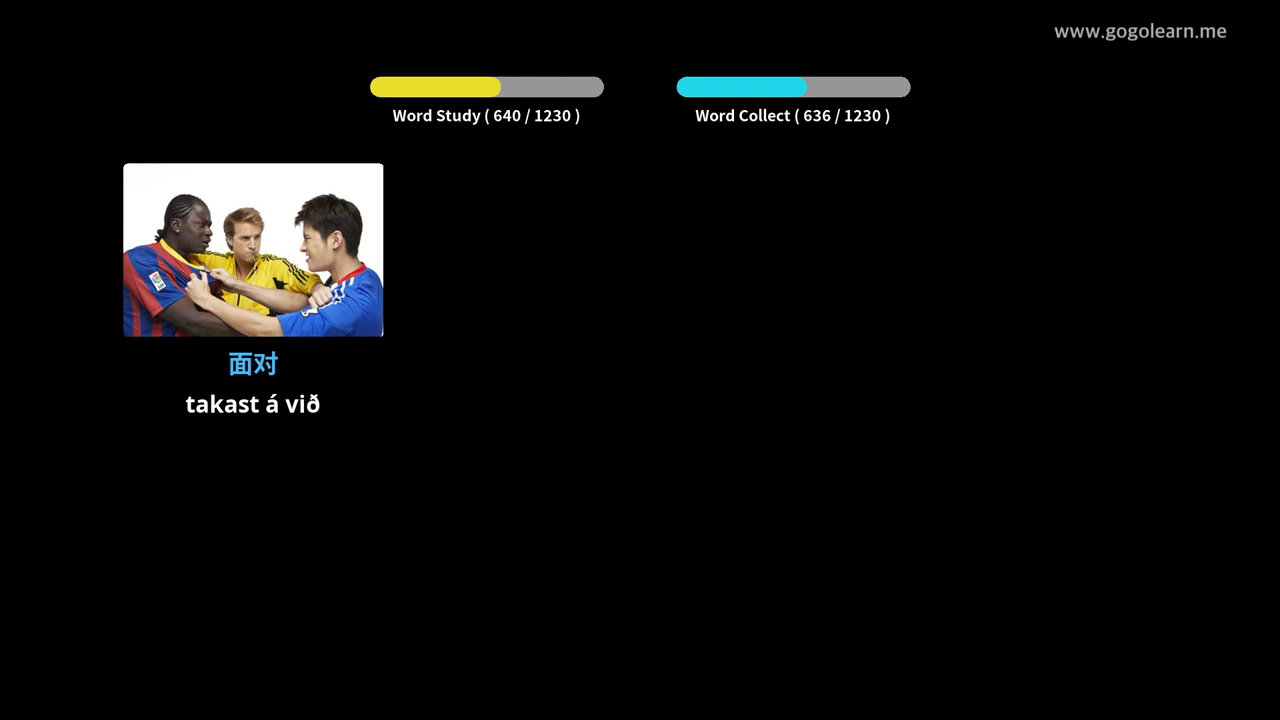 www.gogolearn.me
Word Study ( 640 / 1230 )
Word Collect ( 636 / 1230 )
面对
takast á við